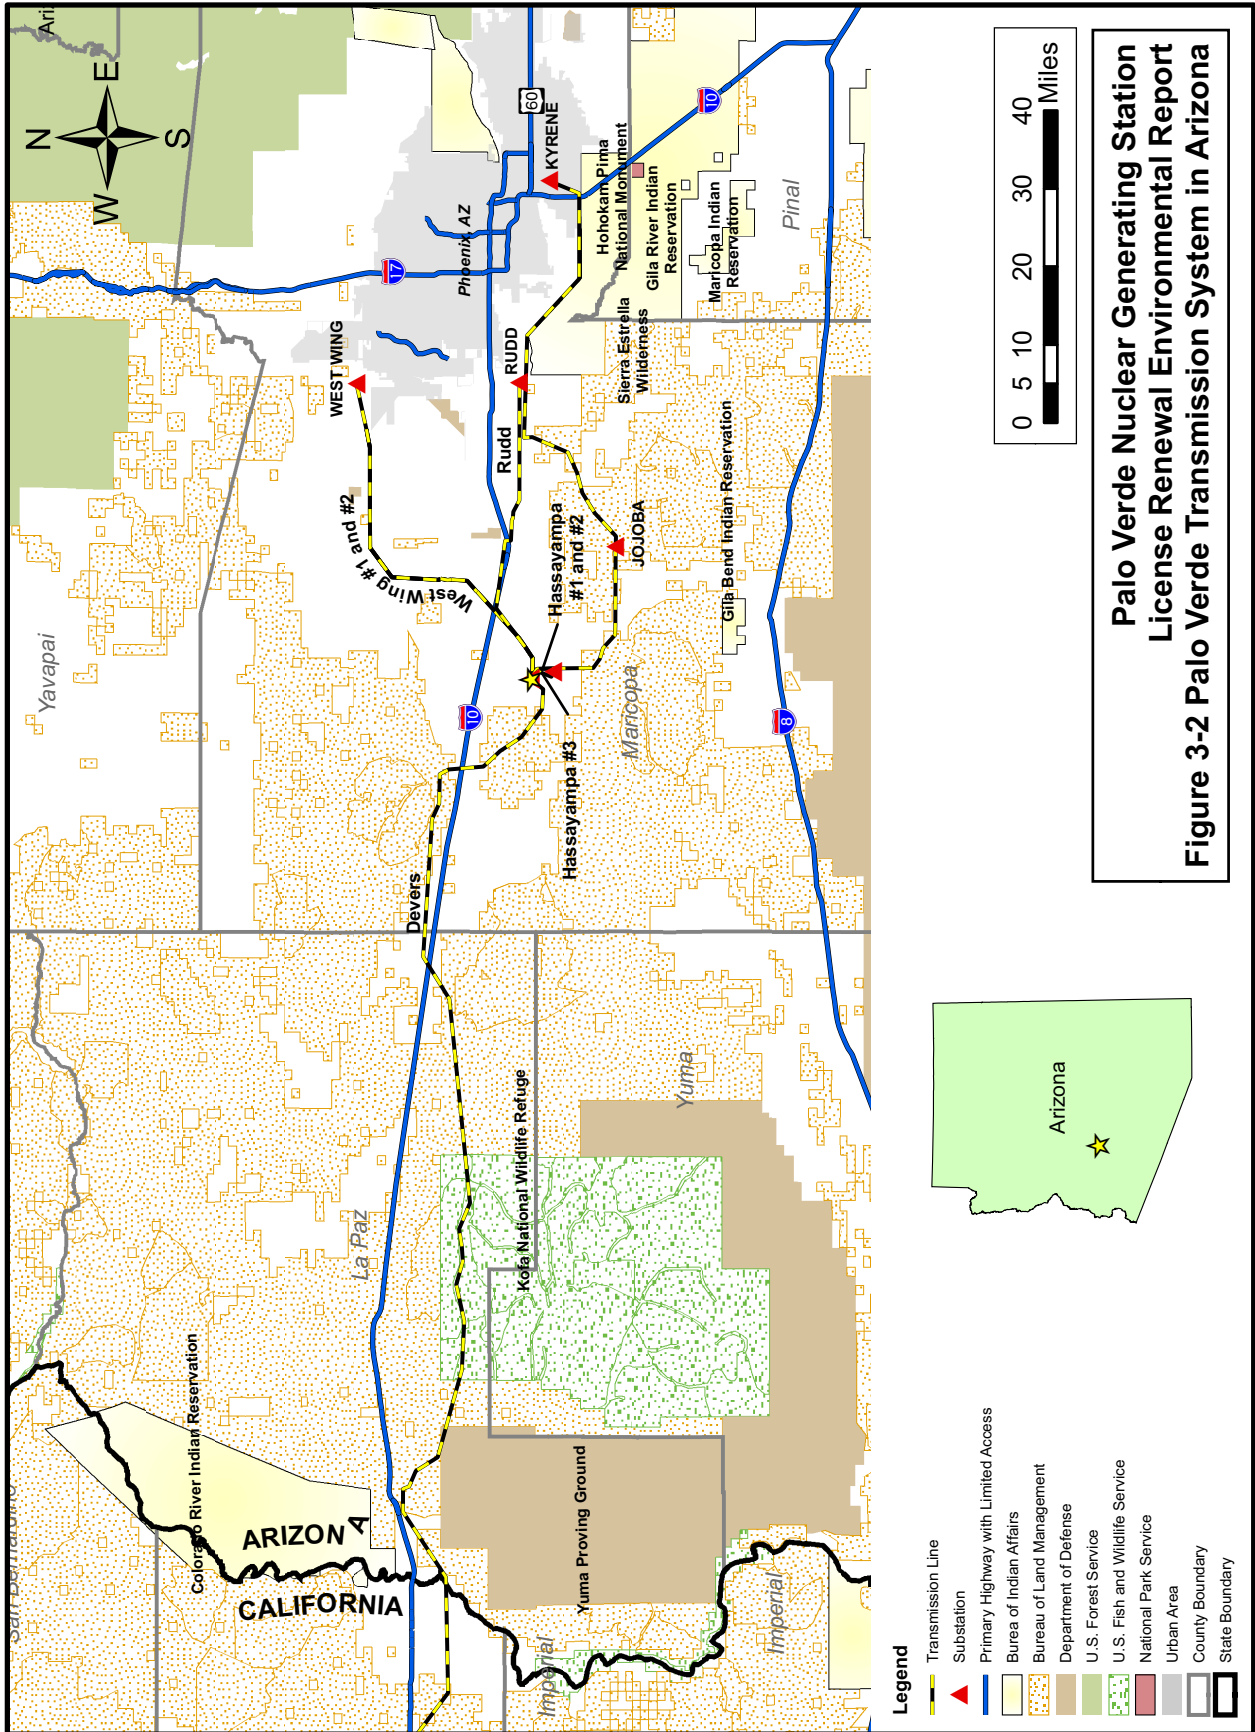 N
W
E
S
Ari
Yavapai
17
WEST WING
West Wing #1 and #2
Phoenix, AZ
60
KYRENE
Rudd
RUDD
10
Devers
10
Hassayampa
#1 and #2
Hassayampa #3
JOJOBA
Maricopa
Hohokam Pima
National Monument
Gila River Indian
Reservation
Maricopa Indian
Reservation
Pinal
Sierra Estrella
Wilderness
Gila Bend Indian Reservation
8
La Paz
Yuma
Kofa National Wildlife Refuge
Yuma Proving Ground
Colorado River Indian Reservation
ARIZONA
CALIFORNIA
San Bernardino
Imperial
Imperial
0 5 10 20 30 40
Miles
Palo Verde Nuclear Generating Station
License Renewal Environmental Report
Figure 3-2 Palo Verde Transmission System in Arizona
Arizona
Legend
Transmission Line
Substation
Primary Highway with Limited Access
Burea of Indian Affairs
Bureau of Land Management
Department of Defense
U.S. Forest Service
U.S. Fish and Wildlife Service
National Park Service
Urban Area
County Boundary
State Boundary